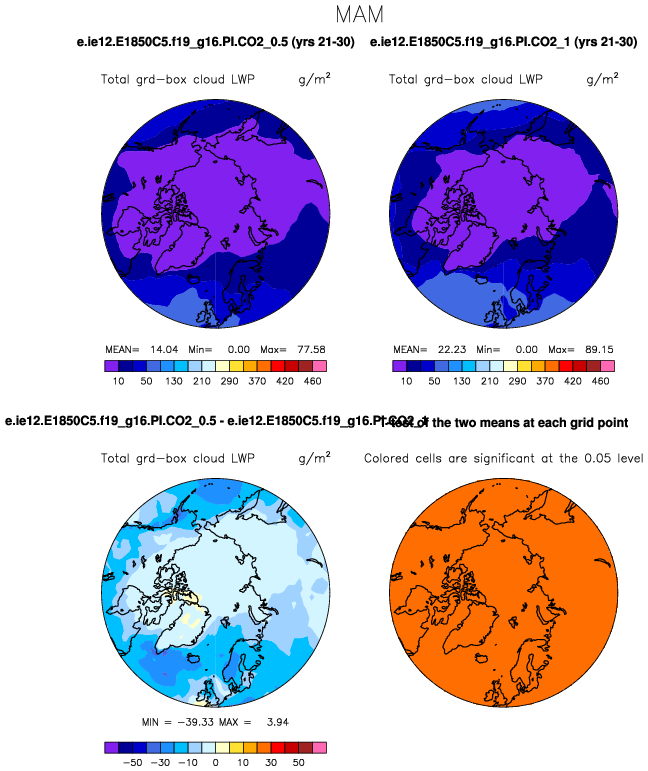 MAM
e.ie12.E1850C5.f19_g16.PI.CO2_0.5 (yrs 21-30)
e.ie12.E1850C5.f19_g16.PI.CO2_1 (yrs 21-30)
Total grd-box cloud LWP g/m²
Total grd-box cloud LWP g/m²
MEAN= 14.04 Min= 0.00 Max= 77.58
MEAN= 22.23 Min= 0.00 Max= 89.15
10 50 130 210 290 370 420 460
10 50 130 210 290 370 420 460
e.ie12.E1850C5.f19_g16.PI.CO2_0.5 - e.ie12.E1850C5.f19_g16.PI.CO2_1
T-test of the two means at each grid point
Total grd-box cloud LWP g/m²
Colored cells are significant at the 0.05 level
MIN = -39.33 MAX = 3.94
-50 -30 -10 0 10 30 50